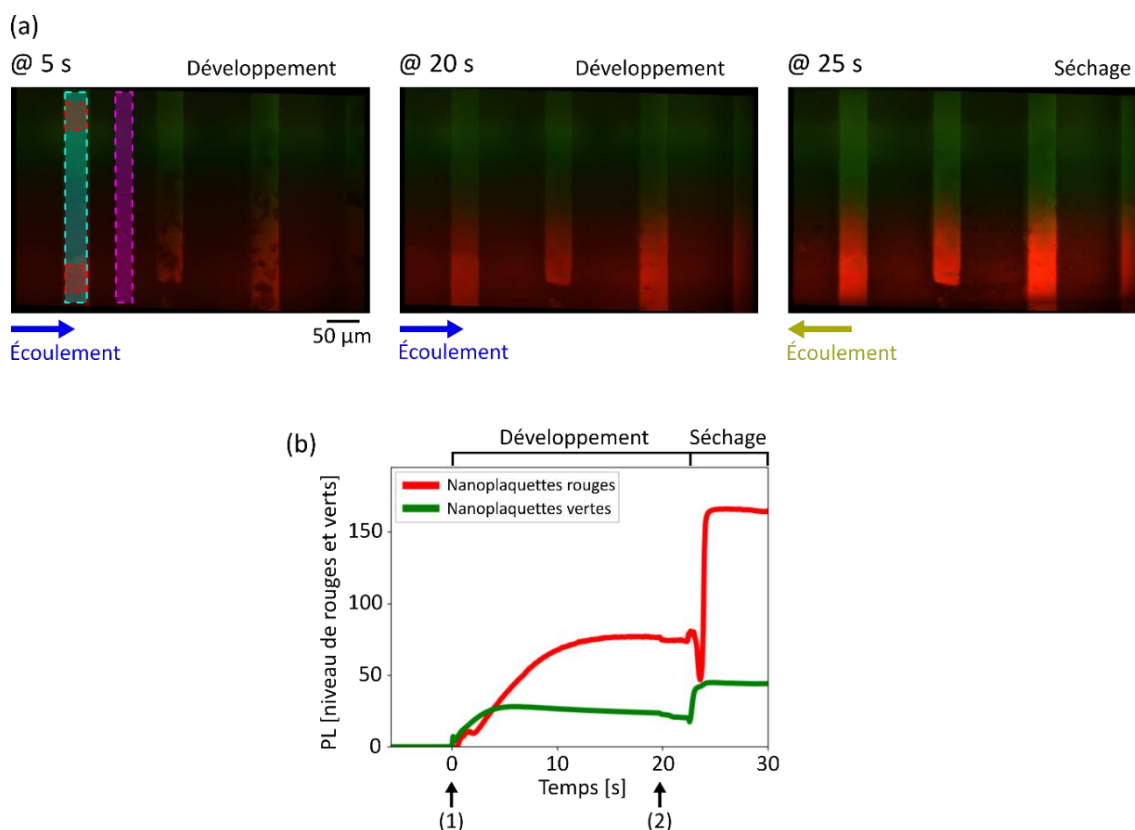 (a)
@ 5 s Développement
@ 20 s Développement
@ 25 s Séchage
50 µm
Écoulement
Écoulement
Écoulement
(b)
Développement Séchage
Nanoplaquettes rouges
Nanoplaquettes vertes
PL [niveau de rouges et verts]
150
100
50
0
0 10 20 30
Temps [s]
(1) (2)